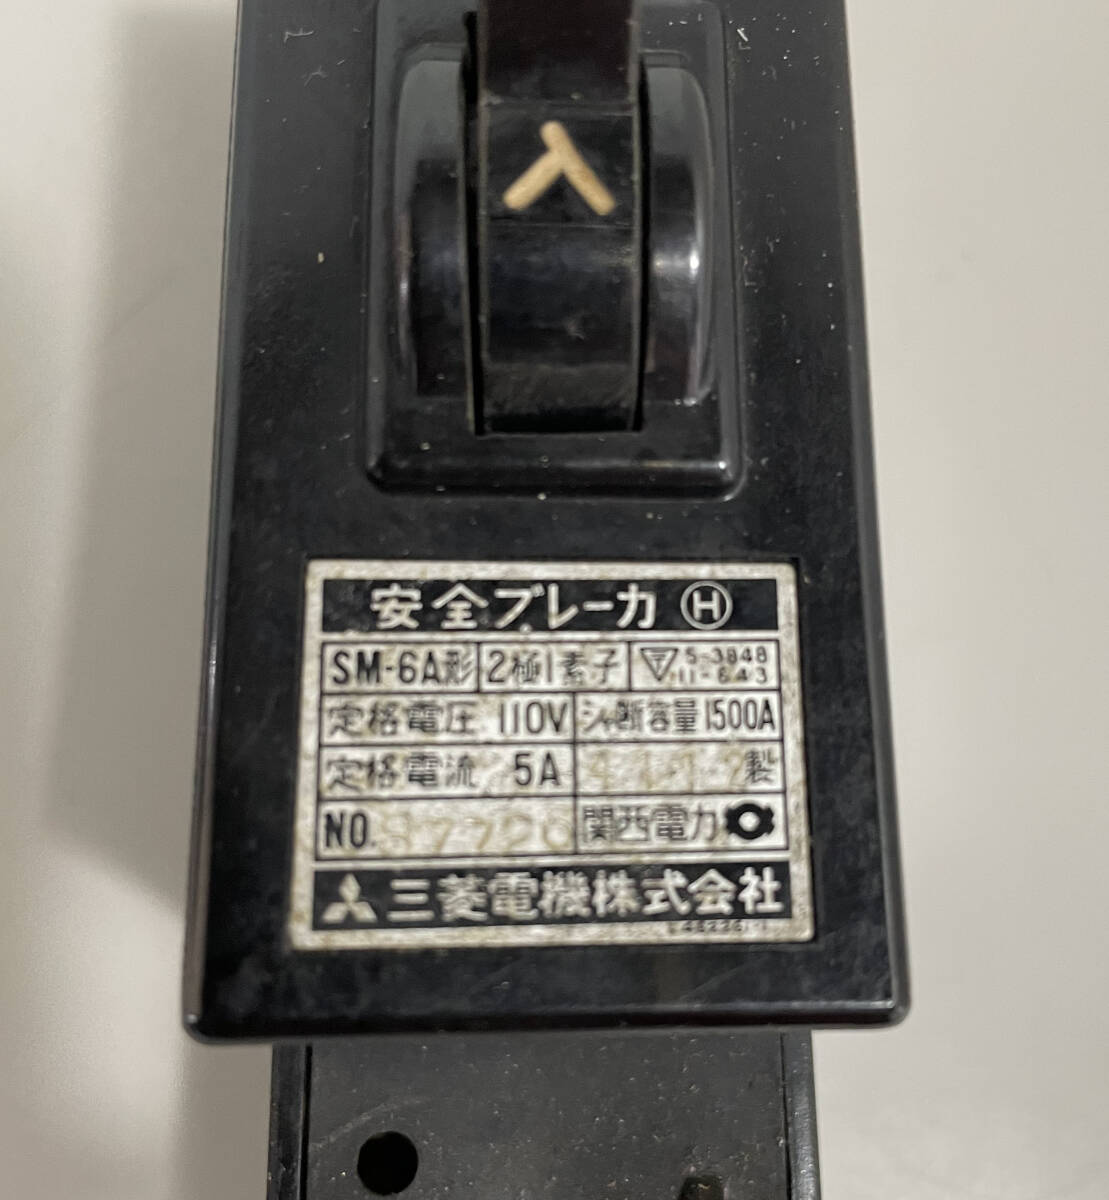 入
安全ブレーカ Ⓗ
SM-6A形 2極1素子 〒 5-3848
11-643
定格電圧 110V シャ断容量 1500A
定格電流 5A 製
NO. 関西電力
三菱電機株式会社